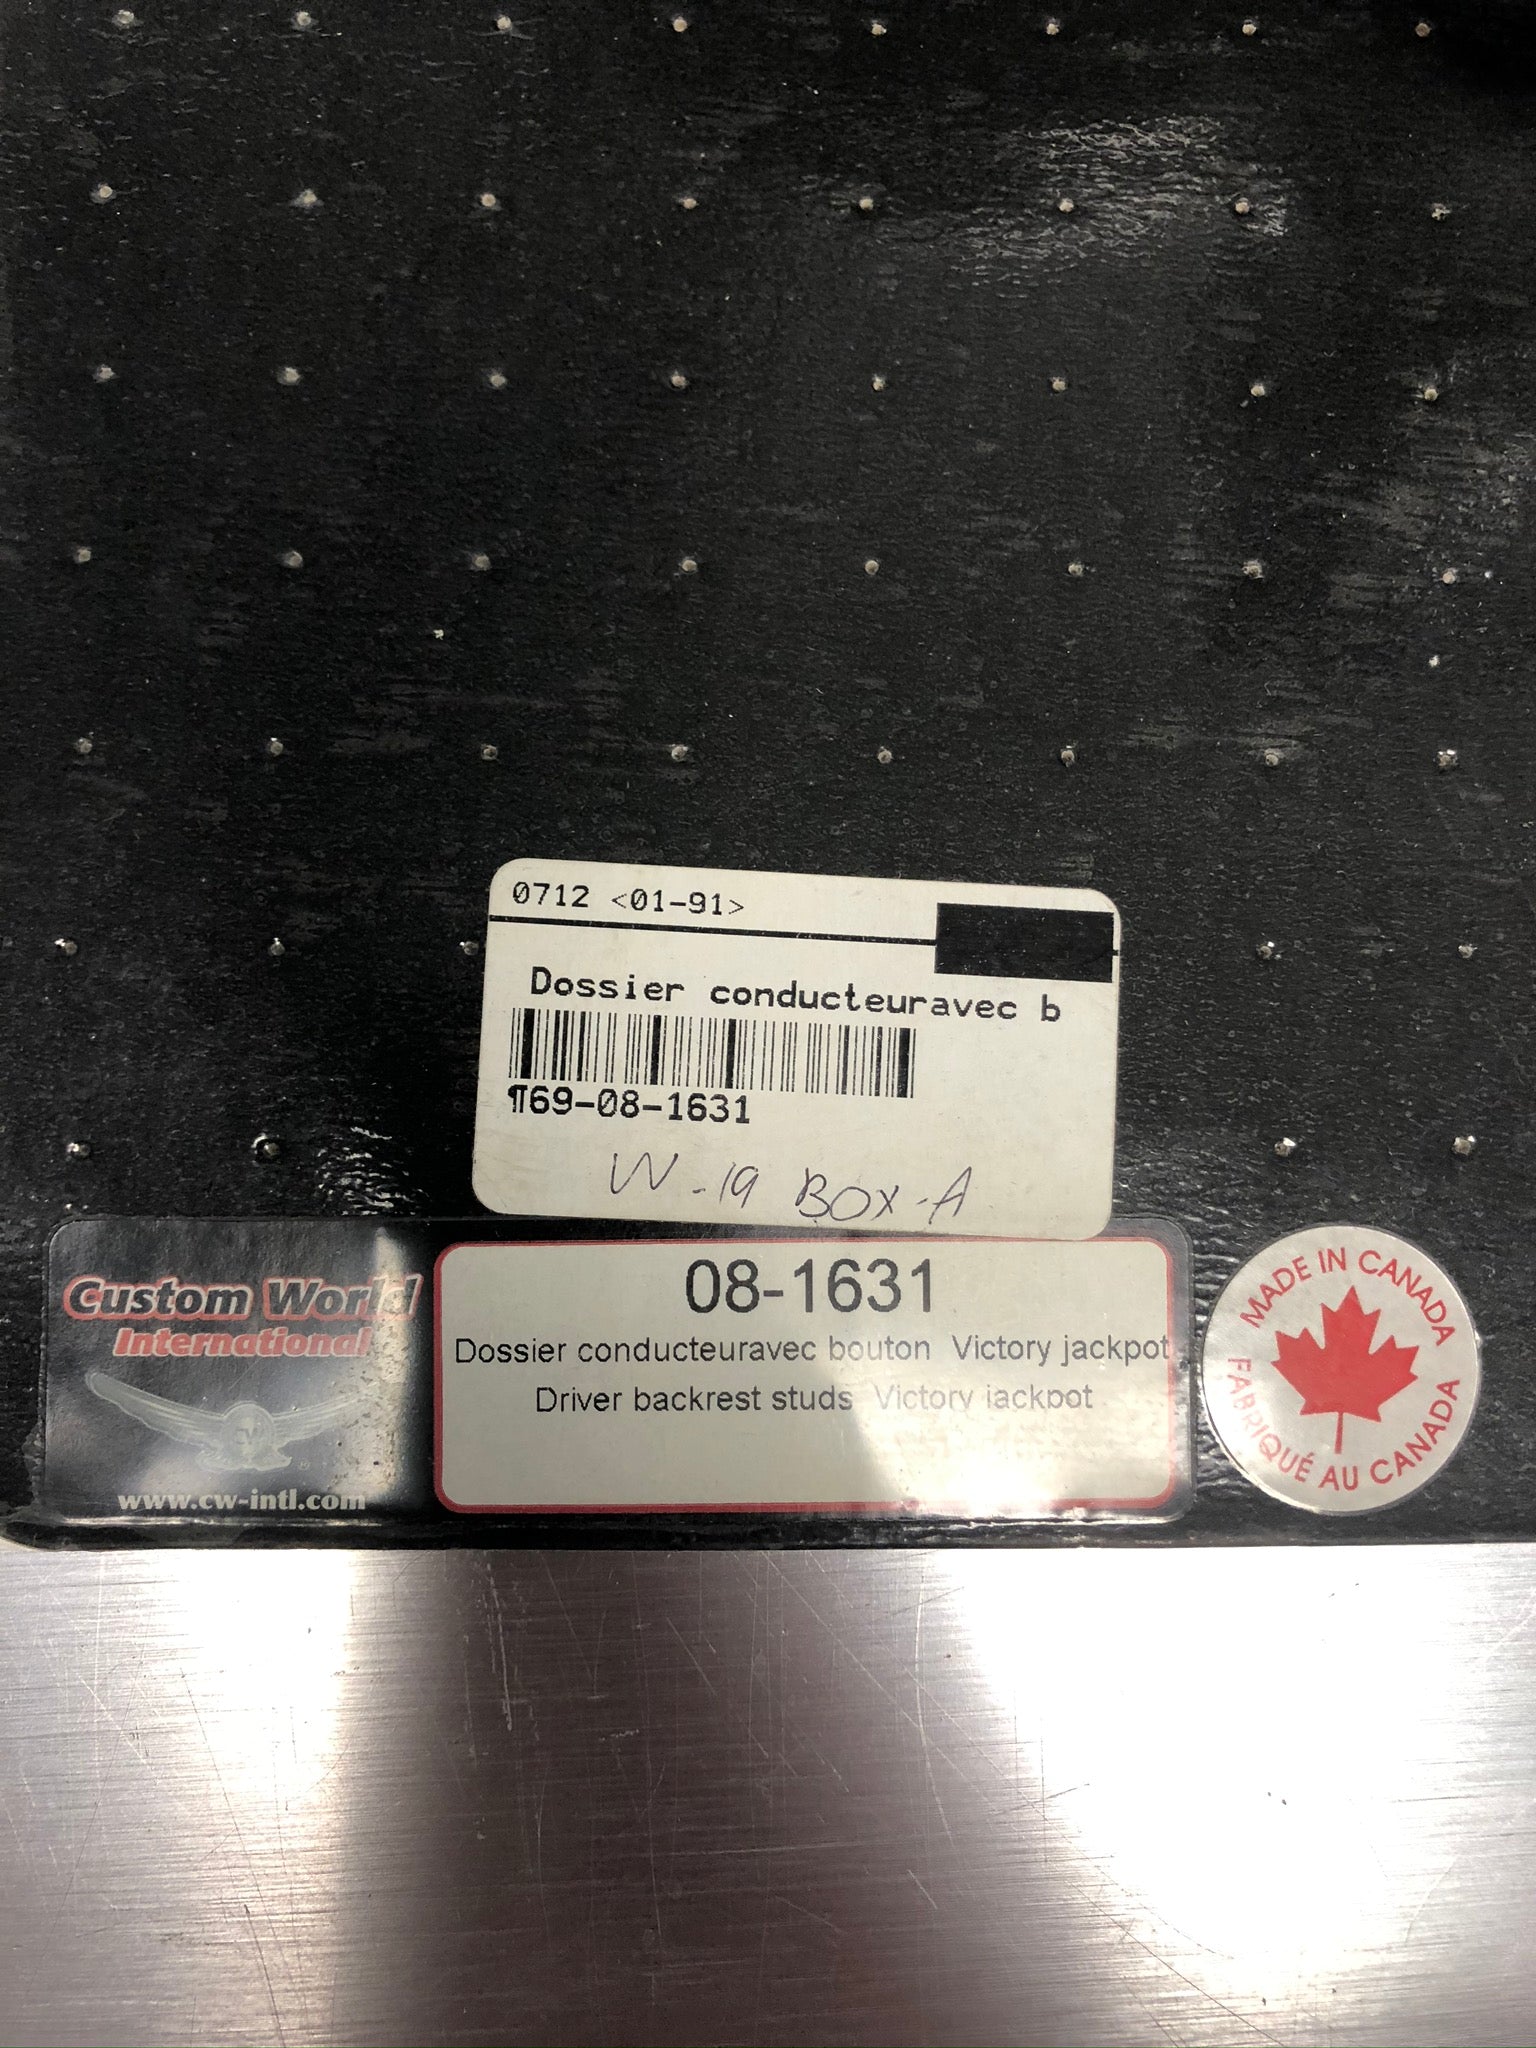 0712 <01-91>
Dossier conducteuravec b
¶69-08-1631
W-19 BOX-A
Custom World
International
www.cw-intl.com
08-1631
Dossier conducteuravec bouton Victory jackpot
Driver backrest studs Victory jackpot
MADE IN CANADA
FABRIQUÉ AU CANADA